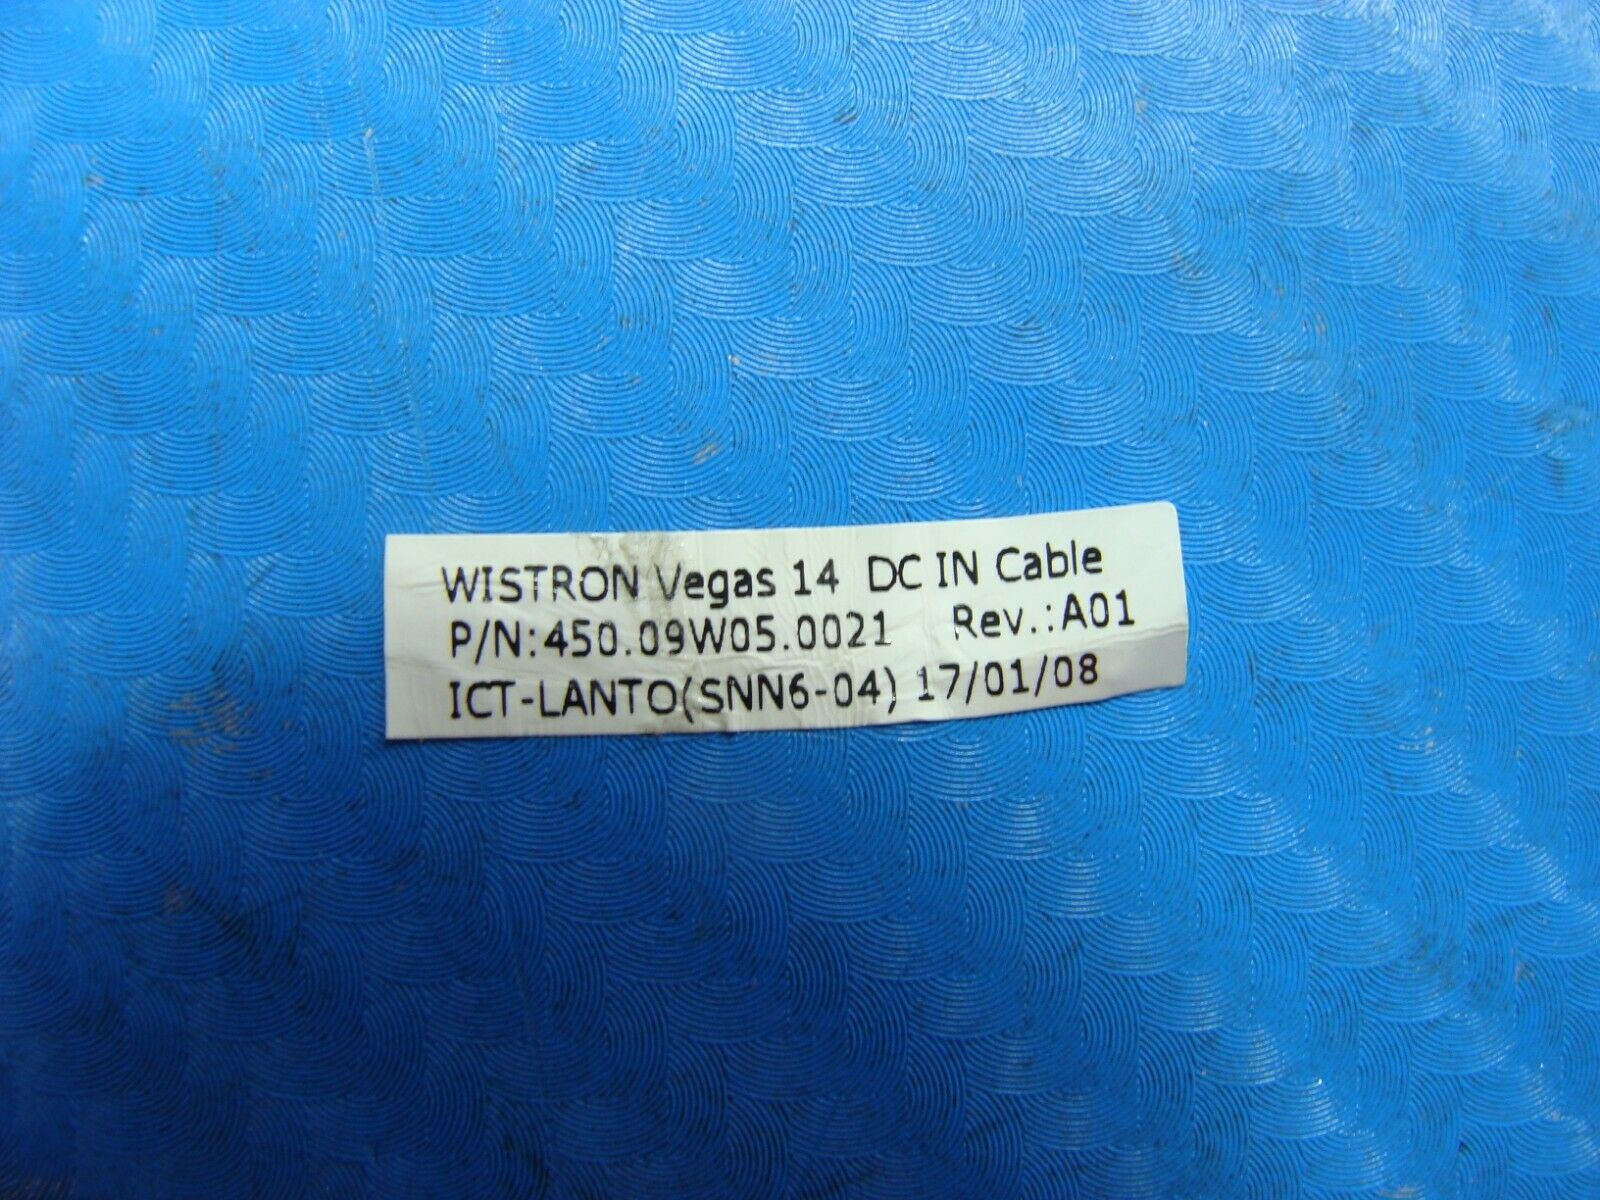 WISTRON Vegas 14 DC IN Cable
P/N:450.09W05.0021 Rev.:A01
ICT-LANTO(SNN6-04) 17/01/08